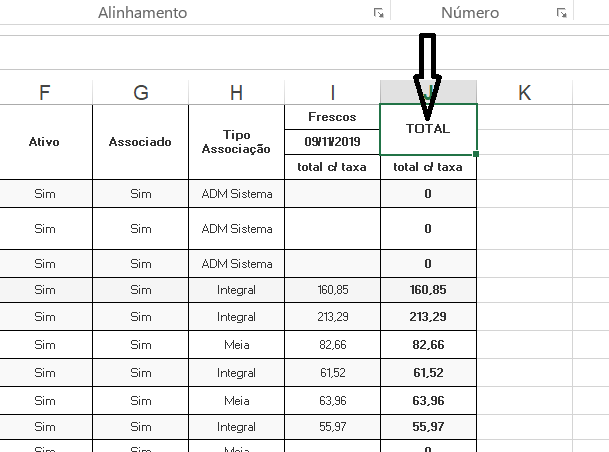 Alinhamento Número
F G H I J K
Ativo Associado Tipo Associação Frescos TOTAL
09/11/2019
total c/ taxa total c/ taxa
Sim Sim ADM Sistema 0
Sim Sim ADM Sistema 0
Sim Sim ADM Sistema 0
Sim Sim Integral 160,85 160,85
Sim Sim Integral 213,29 213,29
Sim Sim Meia 82,66 82,66
Sim Sim Integral 61,52 61,52
Sim Sim Meia 63,96 63,96
Sim Sim Integral 55,97 55,97
Sim Sim Meia 0